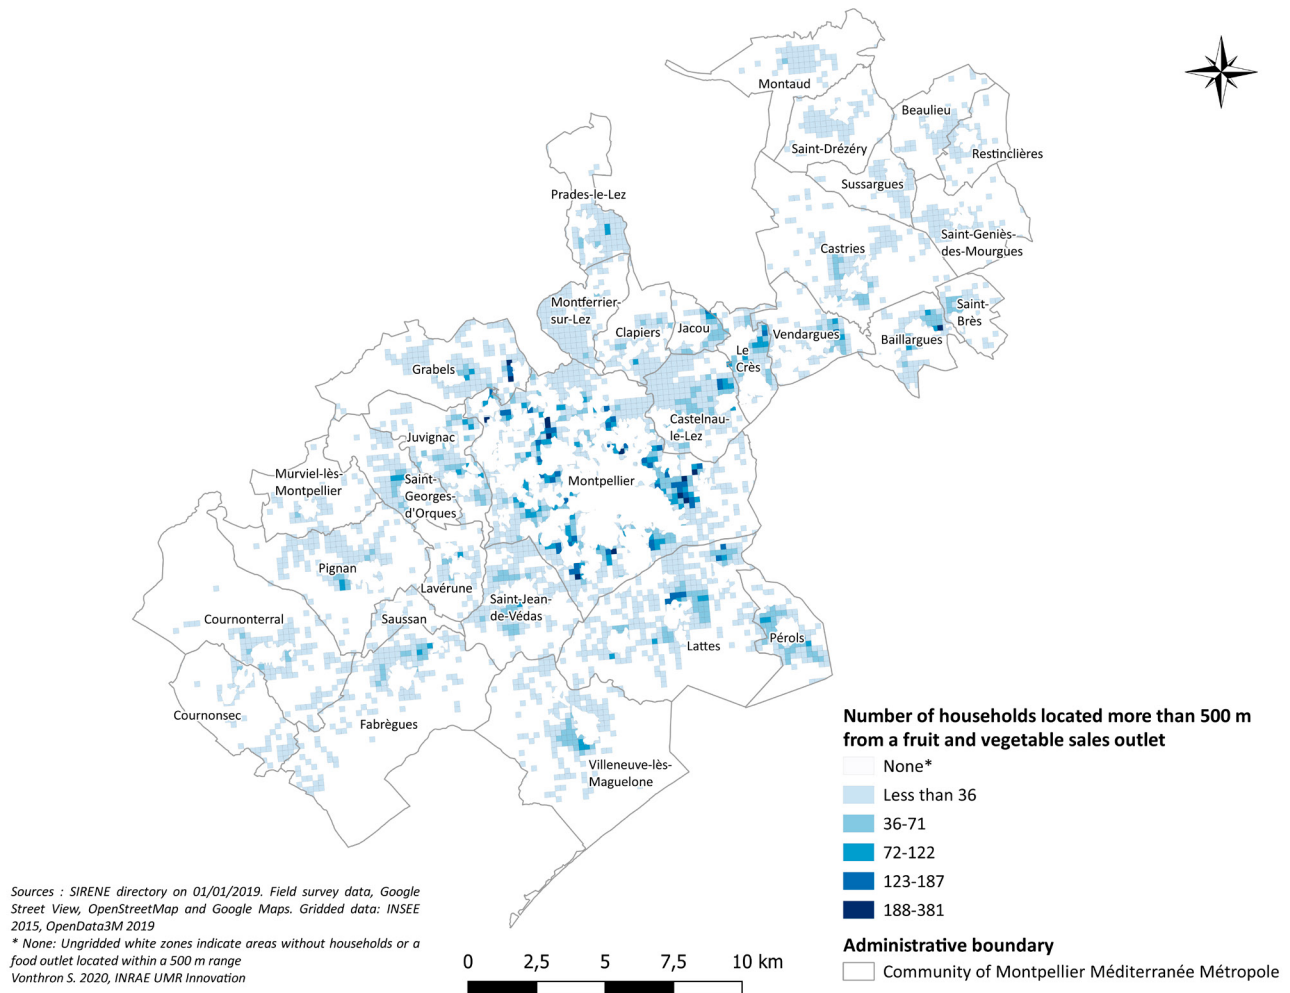 Montaud
Beaulieu
Saint-Drézéry
Restinclières
Sussargues
Prades-le-Lez
Saint-Geniès-
des-Mourgues
Castries
Montferrier-
sur-Lez
Saint-
Brès
Clapiers
Jacou
Vendargues
Baillargues
Le
Crès
Grabels
Castelnau-
le-Lez
Juvignac
Murviel-lès-
Montpellier
Saint-
Georges-
d'Orques
Montpellier
Pignan
Lavérune
Saint-Jean-
de-Védas
Cournonterral
Saussan
Lattes
Pérols
Cournonsec
Fabrègues
Villeneuve-lès-
Maguelone
Number of households located more than 500 m
from a fruit and vegetable sales outlet
None*
Less than 36
36-71
72-122
123-187
188-381
Administrative boundary
Community of Montpellier Méditerranée Métropole
Sources : SIRENE directory on 01/01/2019. Field survey data, Google
Street View, OpenStreetMap and Google Maps. Gridded data: INSEE
2015, OpenData3M 2019
* None: Ungridded white zones indicate areas without households or a
food outlet located within a 500 m range
Vonthron S. 2020, INRAE UMR Innovation
0 2,5 5 7,5 10 km